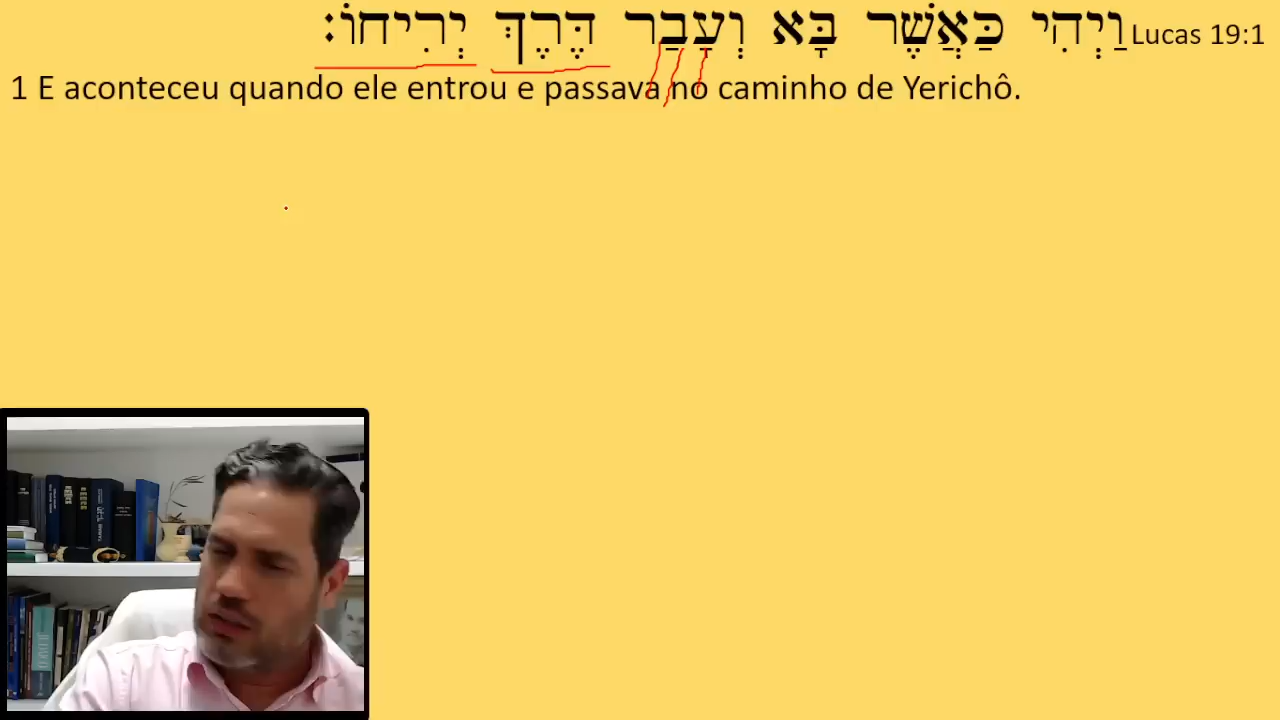 וַיְהִי כַּאֲשֶׁר בָּא וְעָבַר דֶּרֶךְ יְרִיחוֹ: Lucas 19:1
1 E aconteceu quando ele entrou e passava no caminho de Yerichô.